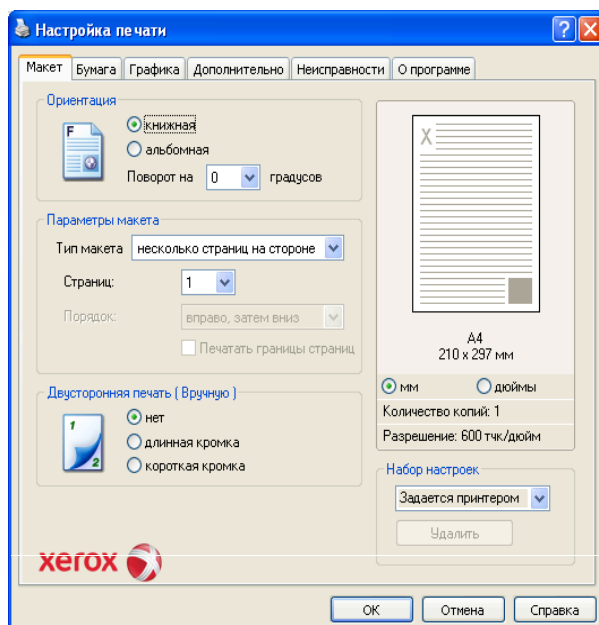 Настройка печати
Макет Бумага Графика Дополнительно Неисправности О программе
Ориентация
F
книжная
альбомная
Поворот на 0 градусов
Параметры макета
Тип макета несколько страниц на стороне
Страниц: 1
Порядок: вправо, затем вниз
Печатать границы страниц
Двусторонняя печать ( Вручную )
1
2
нет
длинная кромка
короткая кромка
xerox
X
A4
210 x 297 мм
мм дюймы
Количество копий: 1
Разрешение: 600 тчк/дюйм
Набор настроек
Задается принтером
Удалить
ОК Отмена Справка